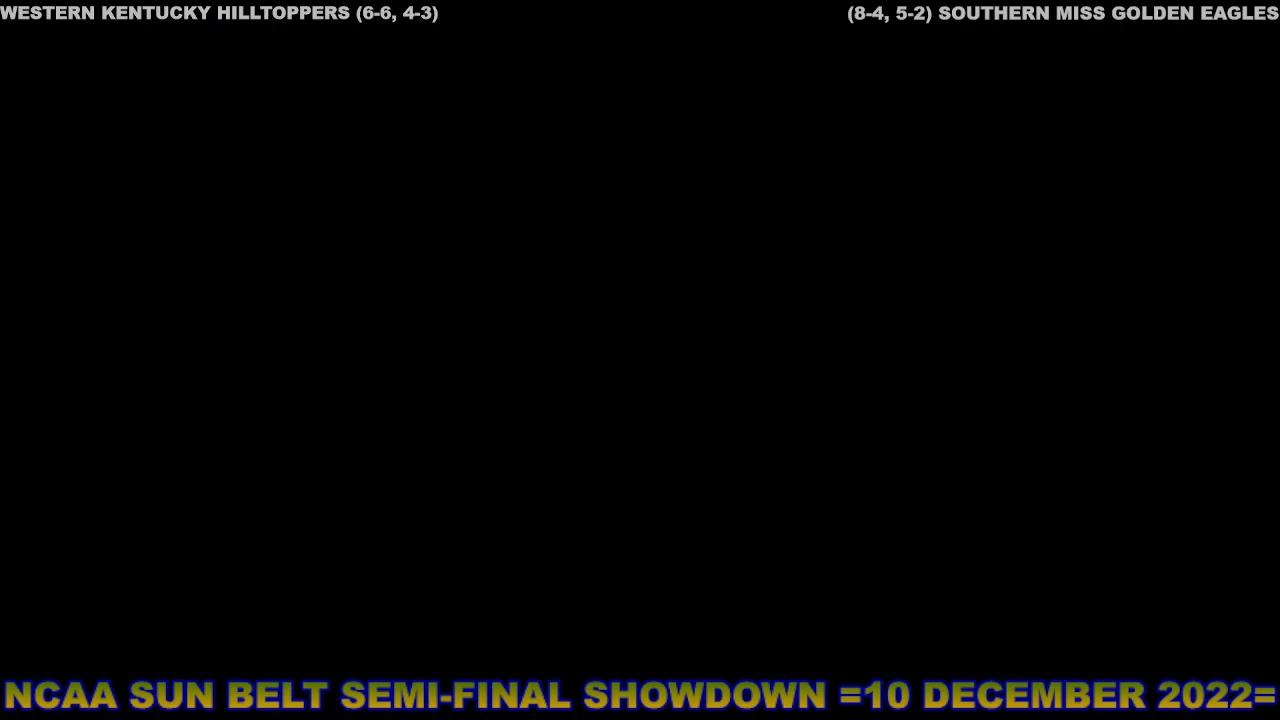 WESTERN KENTUCKY HILLTOPPERS (6-6, 4-3)
(8-4, 5-2) SOUTHERN MISS GOLDEN EAGLES
NCAA SUN BELT SEMI-FINAL SHOWDOWN =10 DECEMBER 2022=